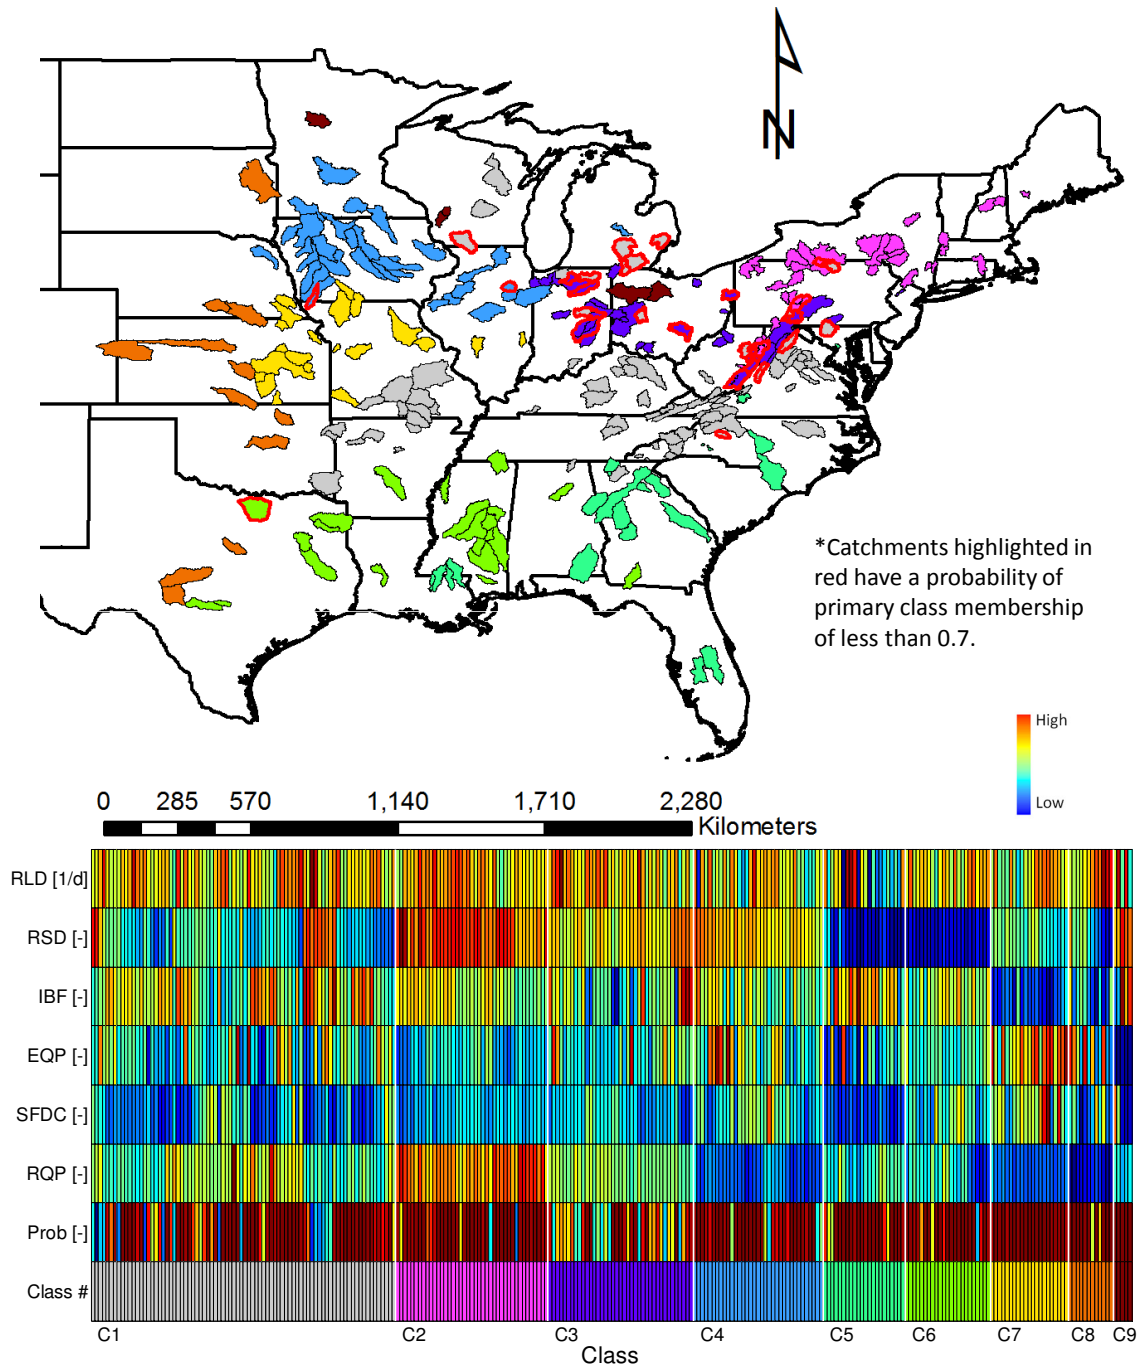 N
*Catchments highlighted in
red have a probability of
primary class membership
of less than 0.7.
High
Low
0 285 570 1,140 1,710 2,280
Kilometers
RLD [1/d]
RSD [-]
IBF [-]
EQP [-]
SFDC [-]
RQP [-]
Prob [-]
Class #
C1 C2 C3 C4 C5 C6 C7 C8 C9
Class